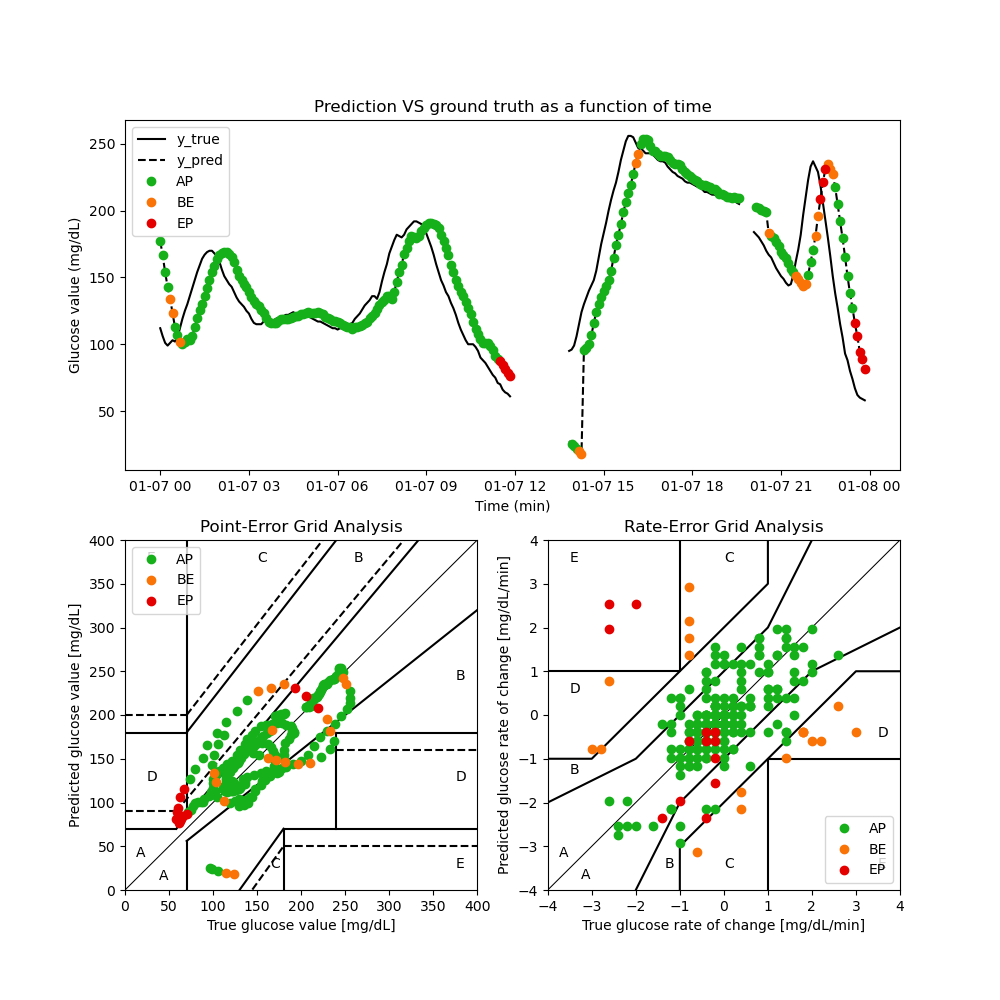 Prediction VS ground truth as a function of time
Glucose value (mg/dL)
250
200
150
100
50
y_true
y_pred
AP
BE
EP
01-07 00 01-07 03 01-07 06 01-07 09 01-07 12 01-07 15 01-07 18 01-07 21 01-08 00
Time (min)
Point-Error Grid Analysis
Predicted glucose value [mg/dL]
400
350
300
250
200
150
100
50
0
AP
BE
EP
C B
B
D D
A C E
A
0 50 100 150 200 250 300 350 400
True glucose value [mg/dL]
Rate-Error Grid Analysis
Predicted glucose rate of change [mg/dL/min]
4
3
2
1
0
−1
−2
−3
−4
E C
D
D
B
A B C
A
AP
BE
EP
−4 −3 −2 −1 0 1 2 3 4
True glucose rate of change [mg/dL/min]